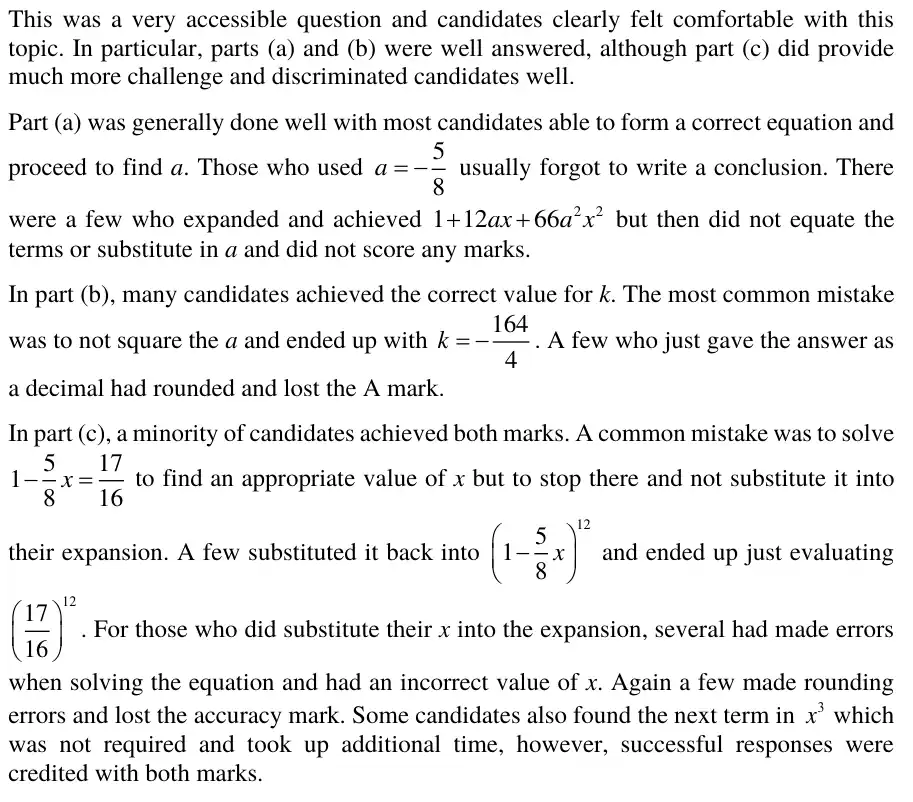 This was a very accessible question and candidates clearly felt comfortable with this
topic. In particular, parts (a) and (b) were well answered, although part (c) did provide
much more challenge and discriminated candidates well.
Part (a) was generally done well with most candidates able to form a correct equation and
proceed to find a. Those who used a = −5/8 usually forgot to write a conclusion. There
were a few who expanded and achieved 1+12ax+66a²x² but then did not equate the
terms or substitute in a and did not score any marks.
In part (b), many candidates achieved the correct value for k. The most common mistake
was to not square the a and ended up with k = −164/4. A few who just gave the answer as
a decimal had rounded and lost the A mark.
In part (c), a minority of candidates achieved both marks. A common mistake was to solve
1−5/8x = 17/16 to find an appropriate value of x but to stop there and not substitute it into
their expansion. A few substituted it back into (1−5/8x)¹² and ended up just evaluating
(17/16)¹². For those who did substitute their x into the expansion, several had made errors
when solving the equation and had an incorrect value of x. Again a few made rounding
errors and lost the accuracy mark. Some candidates also found the next term in x³ which
was not required and took up additional time, however, successful responses were
credited with both marks.